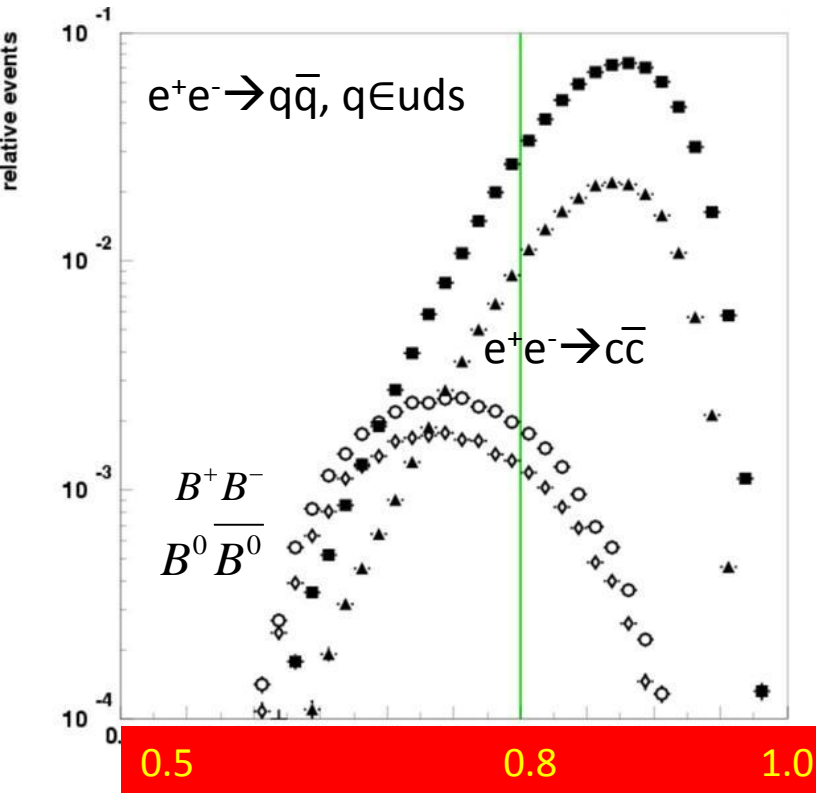 10 -1
relative events
e⁺e⁻→qq̅, q∈uds
10 -2
e⁺e⁻→cc̅
10 -3
B⁺B⁻
B⁰B̅⁰
10 -4
0.
0.5 0.8 1.0